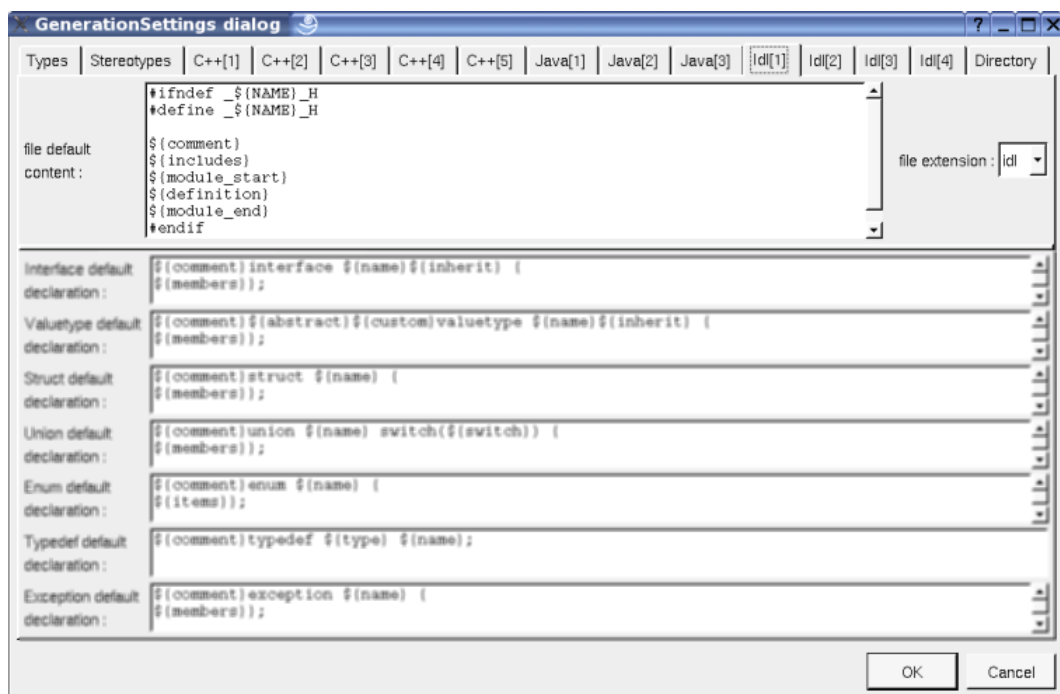 GenerationSettings dialog
Types Stereotypes C++[1] C++[2] C++[3] C++[4] C++[5] Java[1] Java[2] Java[3] Idl[1] Idl[2] Idl[3] Idl[4] Directory
file default
content :
#ifndef _${NAME}_H
#define _${NAME}_H
${comment}
${includes}
${module_start}
${definition}
${module_end}
#endif
file extension : idl
Interface default
declaration :
${comment}interface ${name}${inherit} {
${members}};
Valuetype default
declaration :
${comment}${abstract}${custom}valuetype ${name}${inherit} {
${members}};
Struct default
declaration :
${comment}struct ${name} {
${members}};
Union default
declaration :
${comment}union ${name} switch(${switch}) {
${members}};
Enum default
declaration :
${comment}enum ${name} {
${items}};
Typedef default
declaration :
${comment}typedef ${type} ${name};
Exception default
declaration :
${comment}exception ${name} {
${members}};
OK Cancel